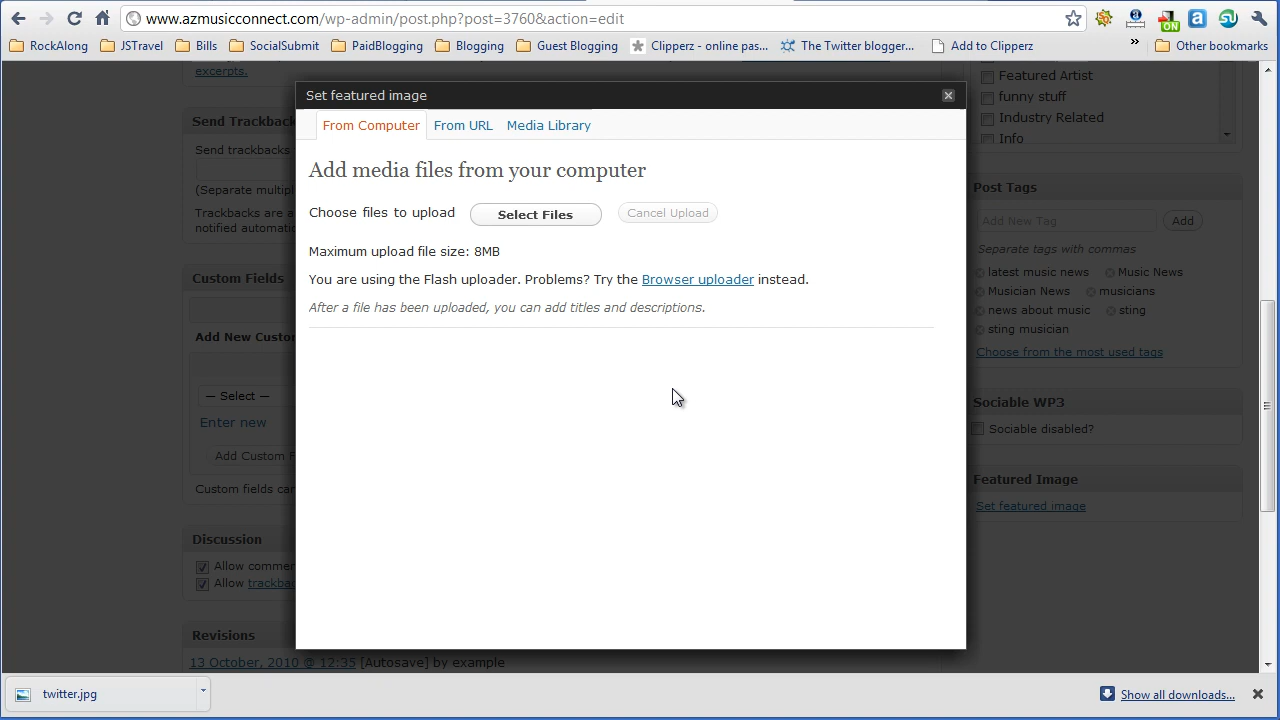 www.azmusicconnect.com/wp-admin/post.php?post=3760&action=edit
RockAlong JSTravel Bills SocialSubmit PaidBlogging Blogging Guest Blogging Clipperz - online pas... The Twitter blogger... Add to Clipperz » Other bookmarks
ON
excerpts.
Send Trackba
Send trackbacks
(Separate multipl
Trackbacks are a
notified automatic
Custom Fields
Add New Custo
— Select —
Enter new
Add Custom F
Custom fields can
Discussion
Allow commen
Allow trackba
Revisions
13 October, 2010 @ 12:35 [Autosave] by example
Set featured image
From Computer From URL Media Library
Add media files from your computer
Choose files to upload Select Files Cancel Upload
Maximum upload file size: 8MB
You are using the Flash uploader. Problems? Try the Browser uploader instead.
After a file has been uploaded, you can add titles and descriptions.
Featured Artist
funny stuff
Industry Related
Info
Post Tags
Add New Tag Add
Separate tags with commas
latest music news Music News
Musician News musicians
news about music sting
sting musician
Choose from the most used tags
Sociable WP3
Sociable disabled?
Featured Image
Set featured image
twitter.jpg Show all downloads...